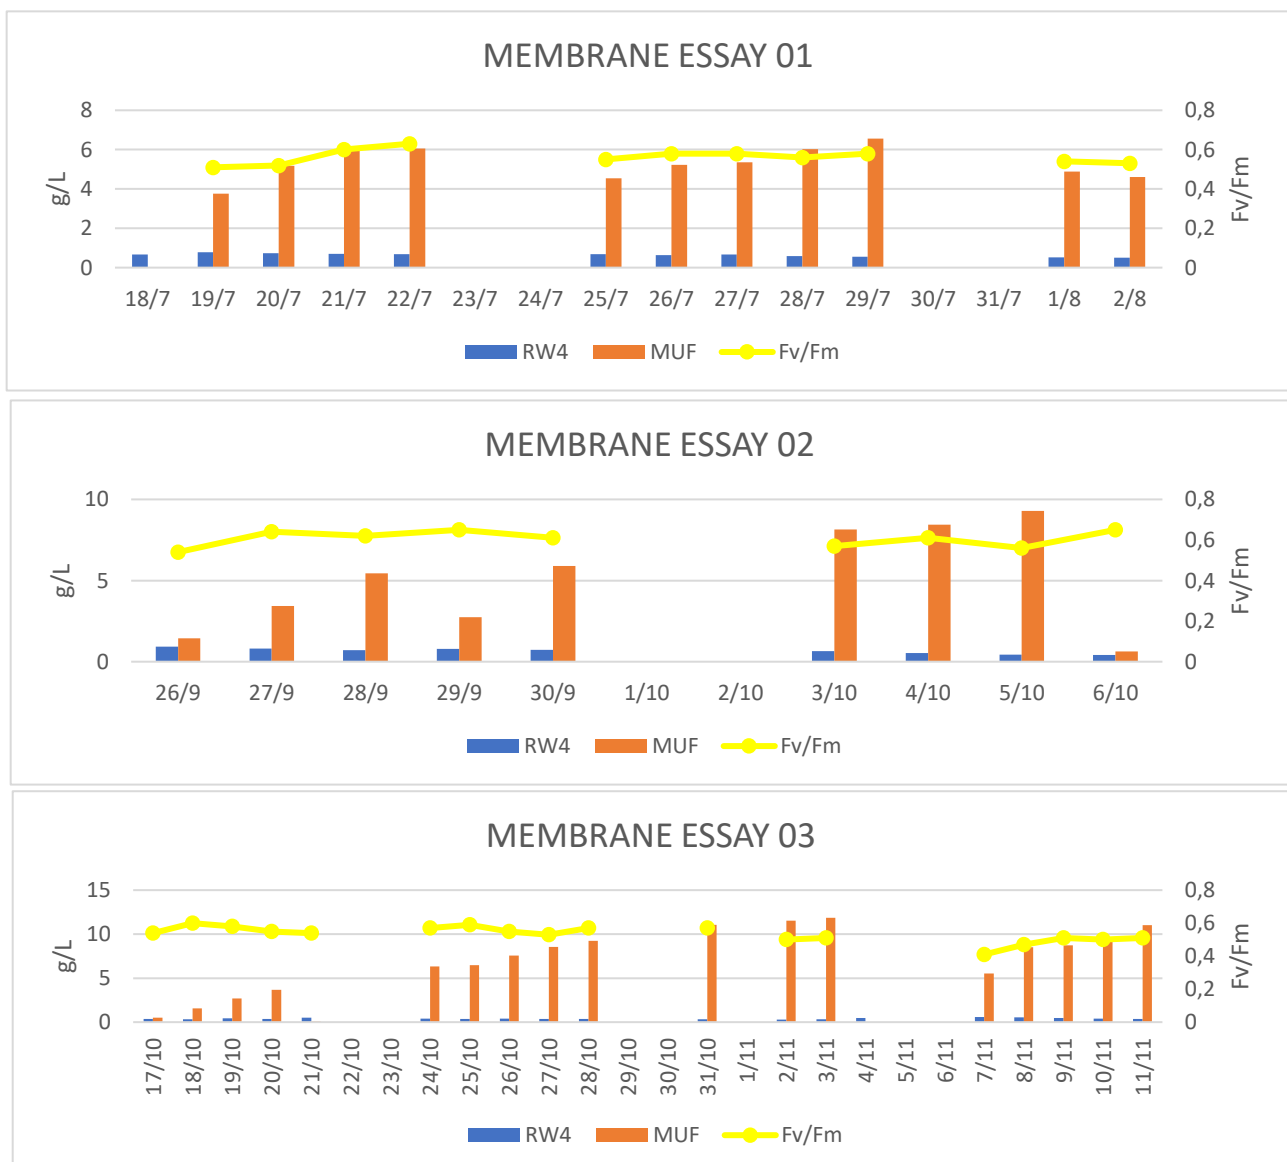 MEMBRANE ESSAY 01
8
6
4
2
0
g/L
0,8
0,6
0,4
0,2
0
Fv/Fm
18/7 19/7 20/7 21/7 22/7 23/7 24/7 25/7 26/7 27/7 28/7 29/7 30/7 31/7 1/8 2/8
RW4 MUF Fv/Fm
MEMBRANE ESSAY 02
10
5
0
g/L
0,8
0,6
0,4
0,2
0
Fv/Fm
26/9 27/9 28/9 29/9 30/9 1/10 2/10 3/10 4/10 5/10 6/10
RW4 MUF Fv/Fm
MEMBRANE ESSAY 03
15
10
5
0
g/L
0,8
0,6
0,4
0,2
0
Fv/Fm
17/10 18/10 19/10 20/10 21/10 22/10 23/10 24/10 25/10 26/10 27/10 28/10 29/10 30/10 31/10 1/11 2/11 3/11 4/11 5/11 6/11 7/11 8/11 9/11 10/11 11/11
RW4 MUF Fv/Fm